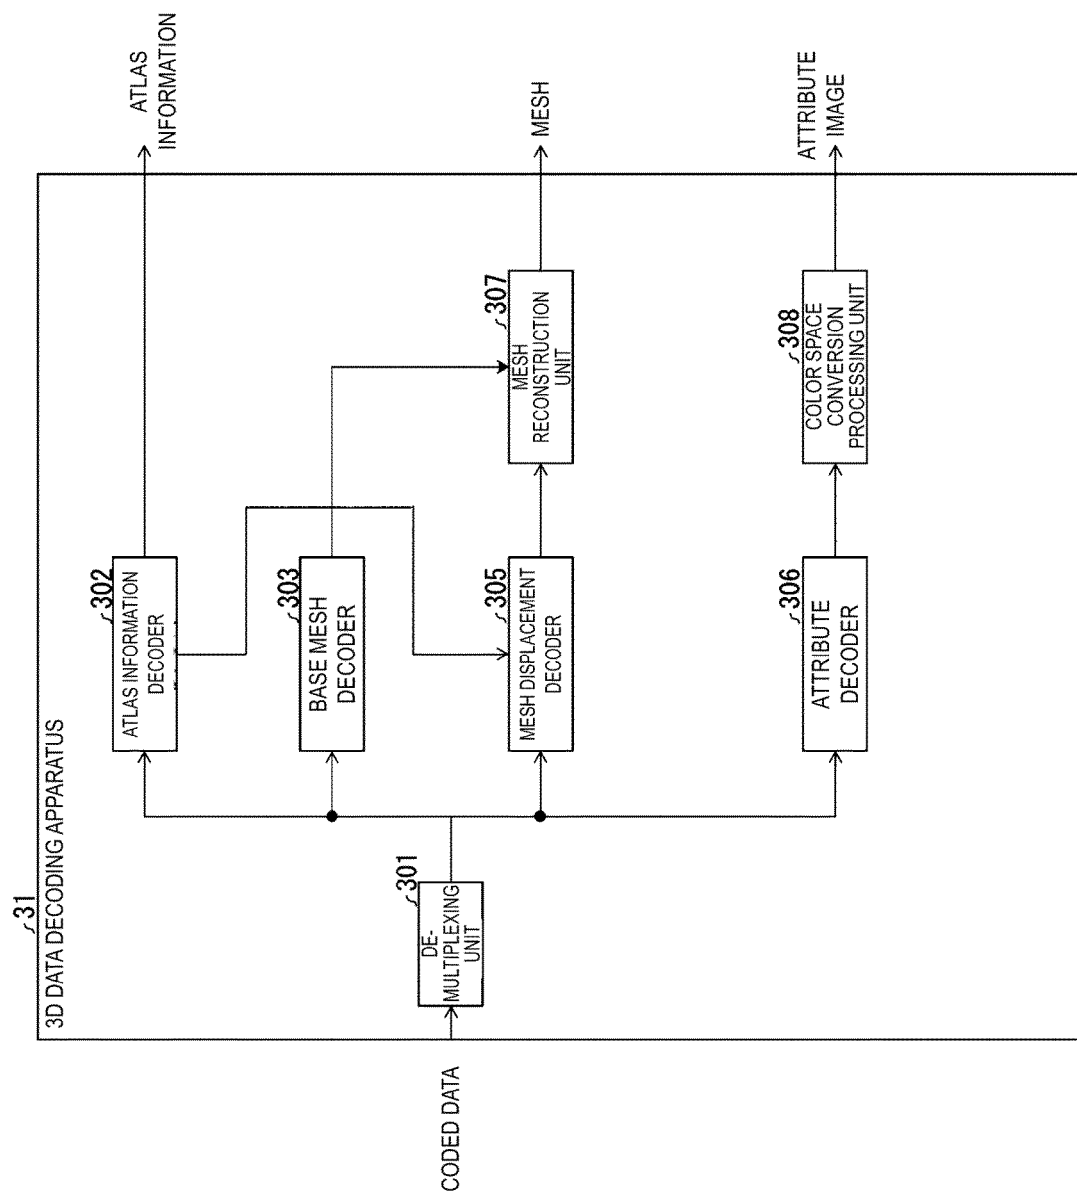 31
3D DATA DECODING APPARATUS
CODED DATA
301
DE-
MULTIPLEXING
UNIT
302
ATLAS INFORMATION
DECODER
303
BASE MESH
DECODER
305
MESH DISPLACEMENT
DECODER
306
ATTRIBUTE
DECODER
307
MESH
RECONSTRUCTION
UNIT
308
COLOR SPACE
CONVERSION
PROCESSING UNIT
ATLAS
INFORMATION
MESH
ATTRIBUTE
IMAGE